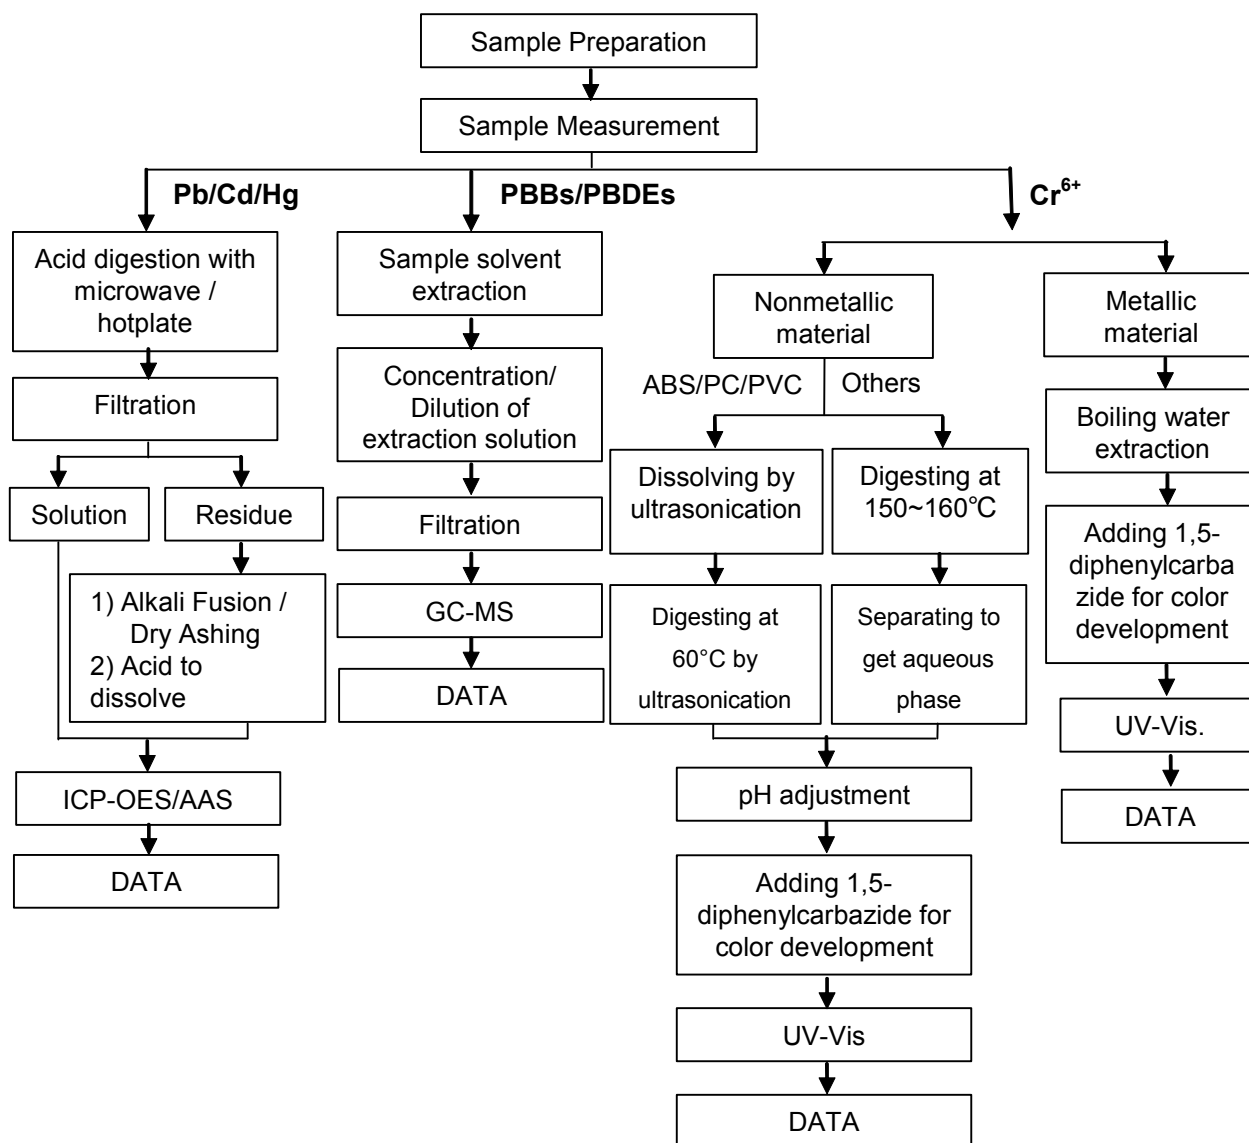 Sample Preparation
Sample Measurement
Pb/Cd/Hg
PBBs/PBDEs
Cr6+
Acid digestion with
microwave /
hotplate
Filtration
Solution
Residue
1) Alkali Fusion /
Dry Ashing
2) Acid to
dissolve
ICP-OES/AAS
DATA
Sample solvent
extraction
Concentration/
Dilution of
extraction solution
Filtration
GC-MS
DATA
Nonmetallic
material
ABS/PC/PVC
Others
Dissolving by
ultrasonication
Digesting at
60°C by
ultrasonication
Digesting at
150~160℃
Separating to
get aqueous
phase
pH adjustment
Adding 1,5-
diphenylcarbazide for
color development
UV-Vis
DATA
Metallic
material
Boiling water
extraction
Adding 1,5-
diphenylcarba
zide for color
development
UV-Vis.
DATA